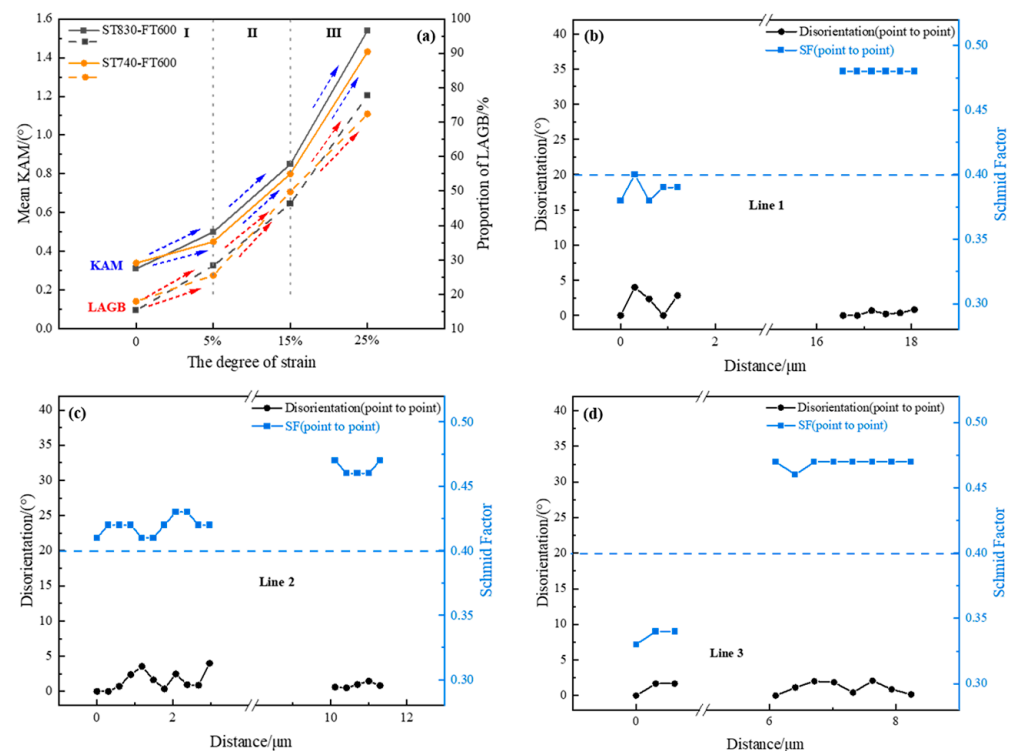 ST830-FT600
ST740-FT600
I
II
III
(a)
KAM
LAGB
Mean KAM/(°)
0.0
0.2
0.4
0.6
0.8
1.0
1.2
1.4
1.6
Proportion of LAGB/%
10
20
30
40
50
60
70
80
90
100
0
5%
15%
25%
The degree of strain
(b)
Disorientation(point to point)
SF(point to point)
Line 1
Disorientation/(°)
0
5
10
15
20
25
30
35
40
Schmid Factor
0.30
0.35
0.40
0.45
0.50
0
2
16
18
Distance/μm
(c)
Disorientation(point to point)
SF(point to point)
Line 2
Disorientation/(°)
0
5
10
15
20
25
30
35
40
Schmid Factor
0.30
0.35
0.40
0.45
0.50
0
2
10
12
Distance/μm
(d)
Disorientation(point to point)
SF(point to point)
Line 3
Disorientation/(°)
0
5
10
15
20
25
30
35
40
Schmid Factor
0.30
0.35
0.40
0.45
0.50
0
6
8
Distance/μm